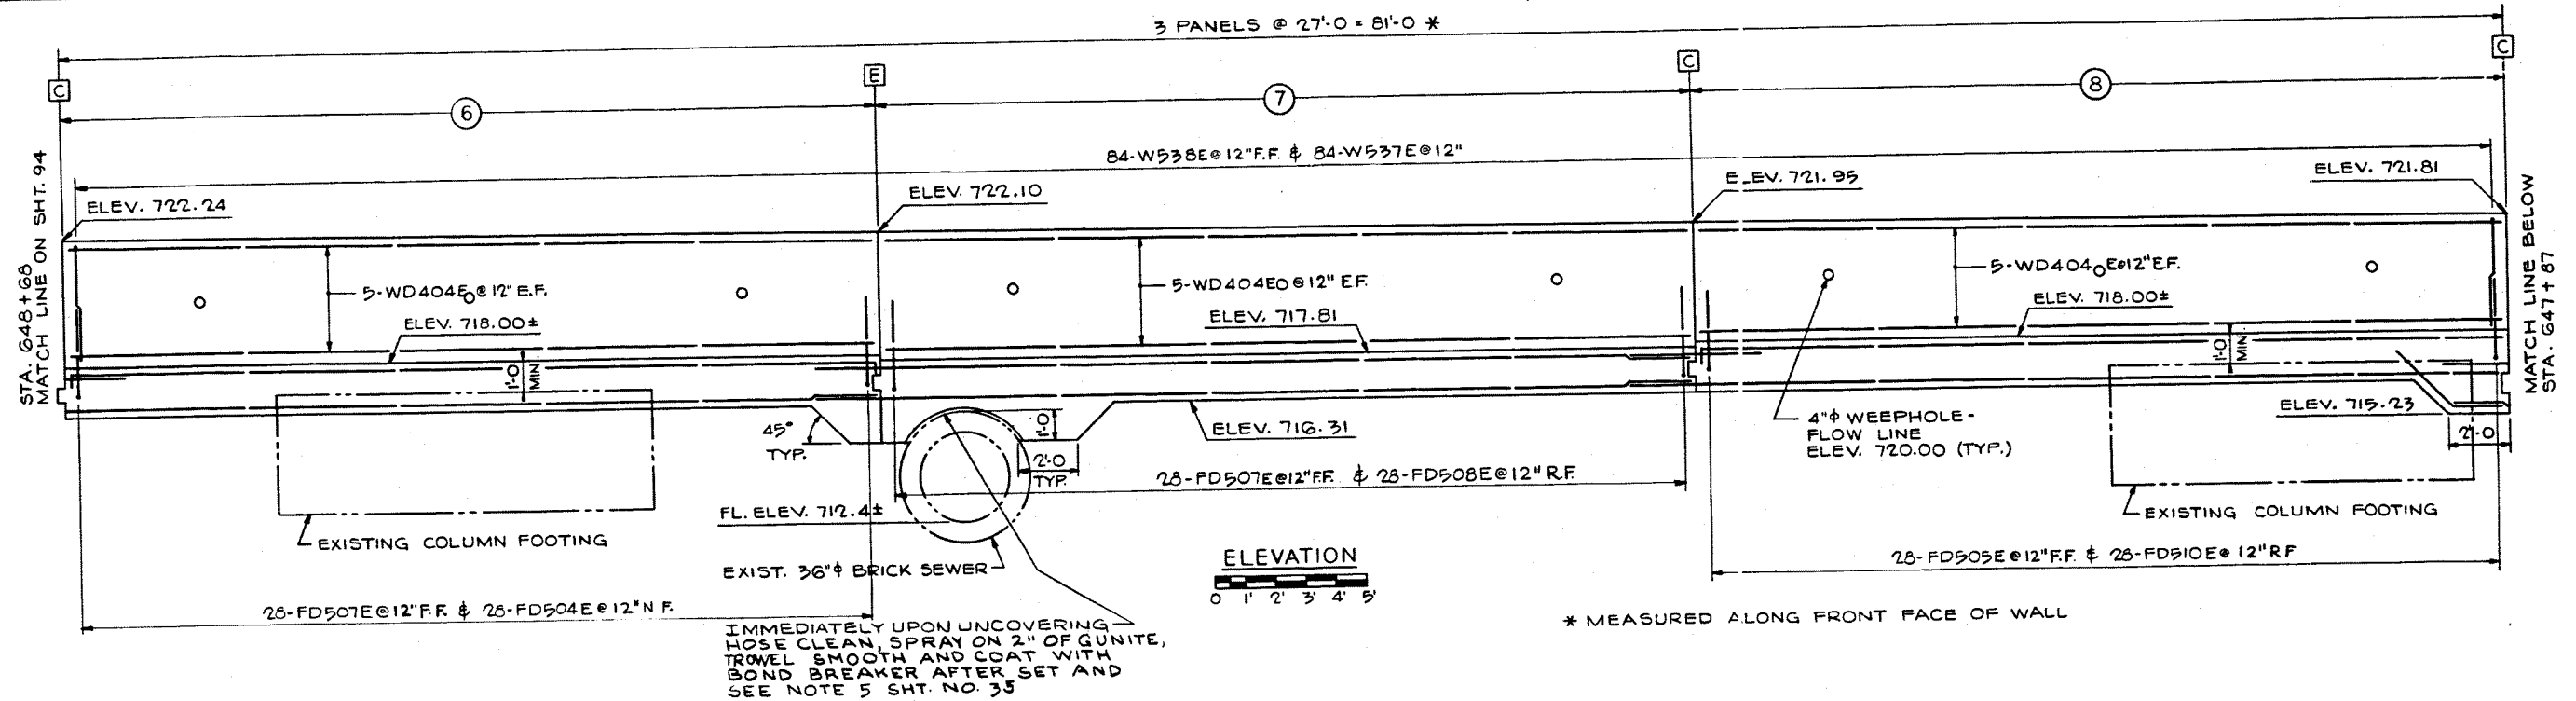 3 PANELS @ 27'-0 = 81'-0 *
C
E
C
C
6
7
8
84-W538E@12"F.F. & 84-W537E@12"
STA. 648+68
MATCH LINE ON SHT. 94
ELEV. 722.24
ELEV. 722.10
E_EV. 721.95
ELEV. 721.81
MATCH LINE BELOW
STA. 647+87
5-WD404E0@12"E.F.
5-WD404E0@12"E.F.
5-WD4040E@12"E.F.
ELEV. 718.00±
ELEV. 717.81
ELEV. 718.00±
1'-0
MIN.
1'-0
MIN.
45°
TYP.
1'-0
2'-0
TYP.
ELEV. 716.31
4"φ WEEPHOLE-
FLOW LINE
ELEV. 720.00 (TYP.)
ELEV. 715.23
2'-0
28-FD507E@12"F.F. & 28-FD508E@12"R.F.
FL. ELEV. 712.4±
EXISTING COLUMN FOOTING
EXISTING COLUMN FOOTING
EXIST. 36"φ BRICK SEWER
ELEVATION
0 1' 2' 3' 4' 5'
28-FD505E@12"F.F. & 28-FD510E@12"R.F
28-FD507E@12"F.F. & 28-FD504E@12"N F.
IMMEDIATELY UPON UNCOVERING
HOSE CLEAN, SPRAY ON 2" OF GUNITE,
TROWEL SMOOTH AND COAT WITH
BOND BREAKER AFTER SET AND
SEE NOTE 5 SHT. NO. 35
* MEASURED ALONG FRONT FACE OF WALL